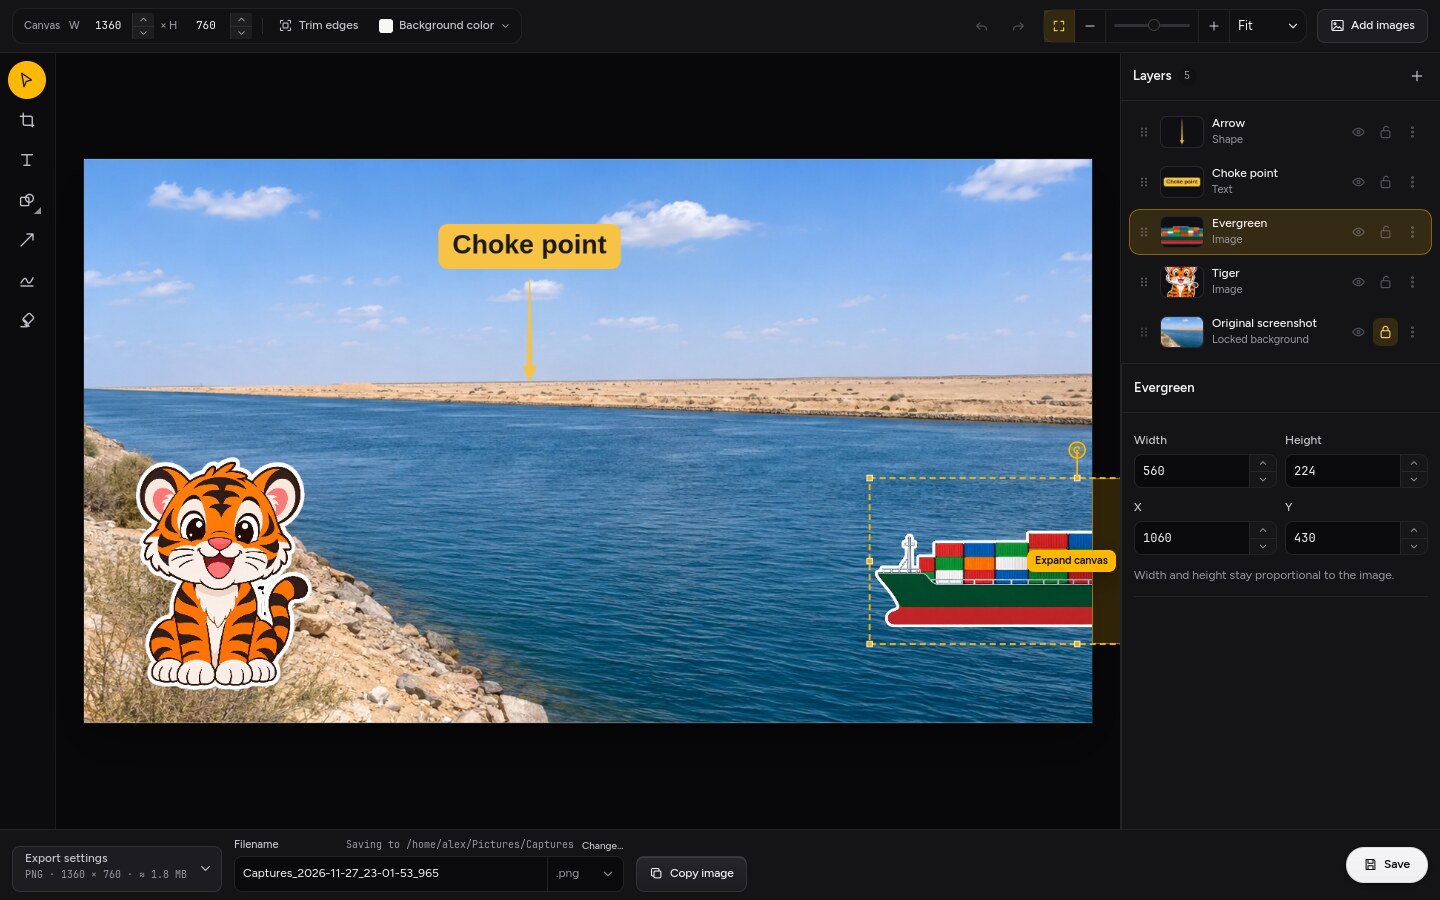 Canvas W 1360 × H 760 Trim edges Background color Fit Add images
Layers 5
Arrow
Shape
Choke point
Text
Evergreen
Image
Tiger
Image
Original screenshot
Locked background
Choke point
Expand canvas
Evergreen
Width Height
560 224
X Y
1060 430
Width and height stay proportional to the image.
Export settings
PNG · 1360 × 760 · ≈ 1.8 MB
Filename Saving to /home/alex/Pictures/Captures Change...
Captures_2026-11-27_23-01-53_965 .png
Copy image
Save